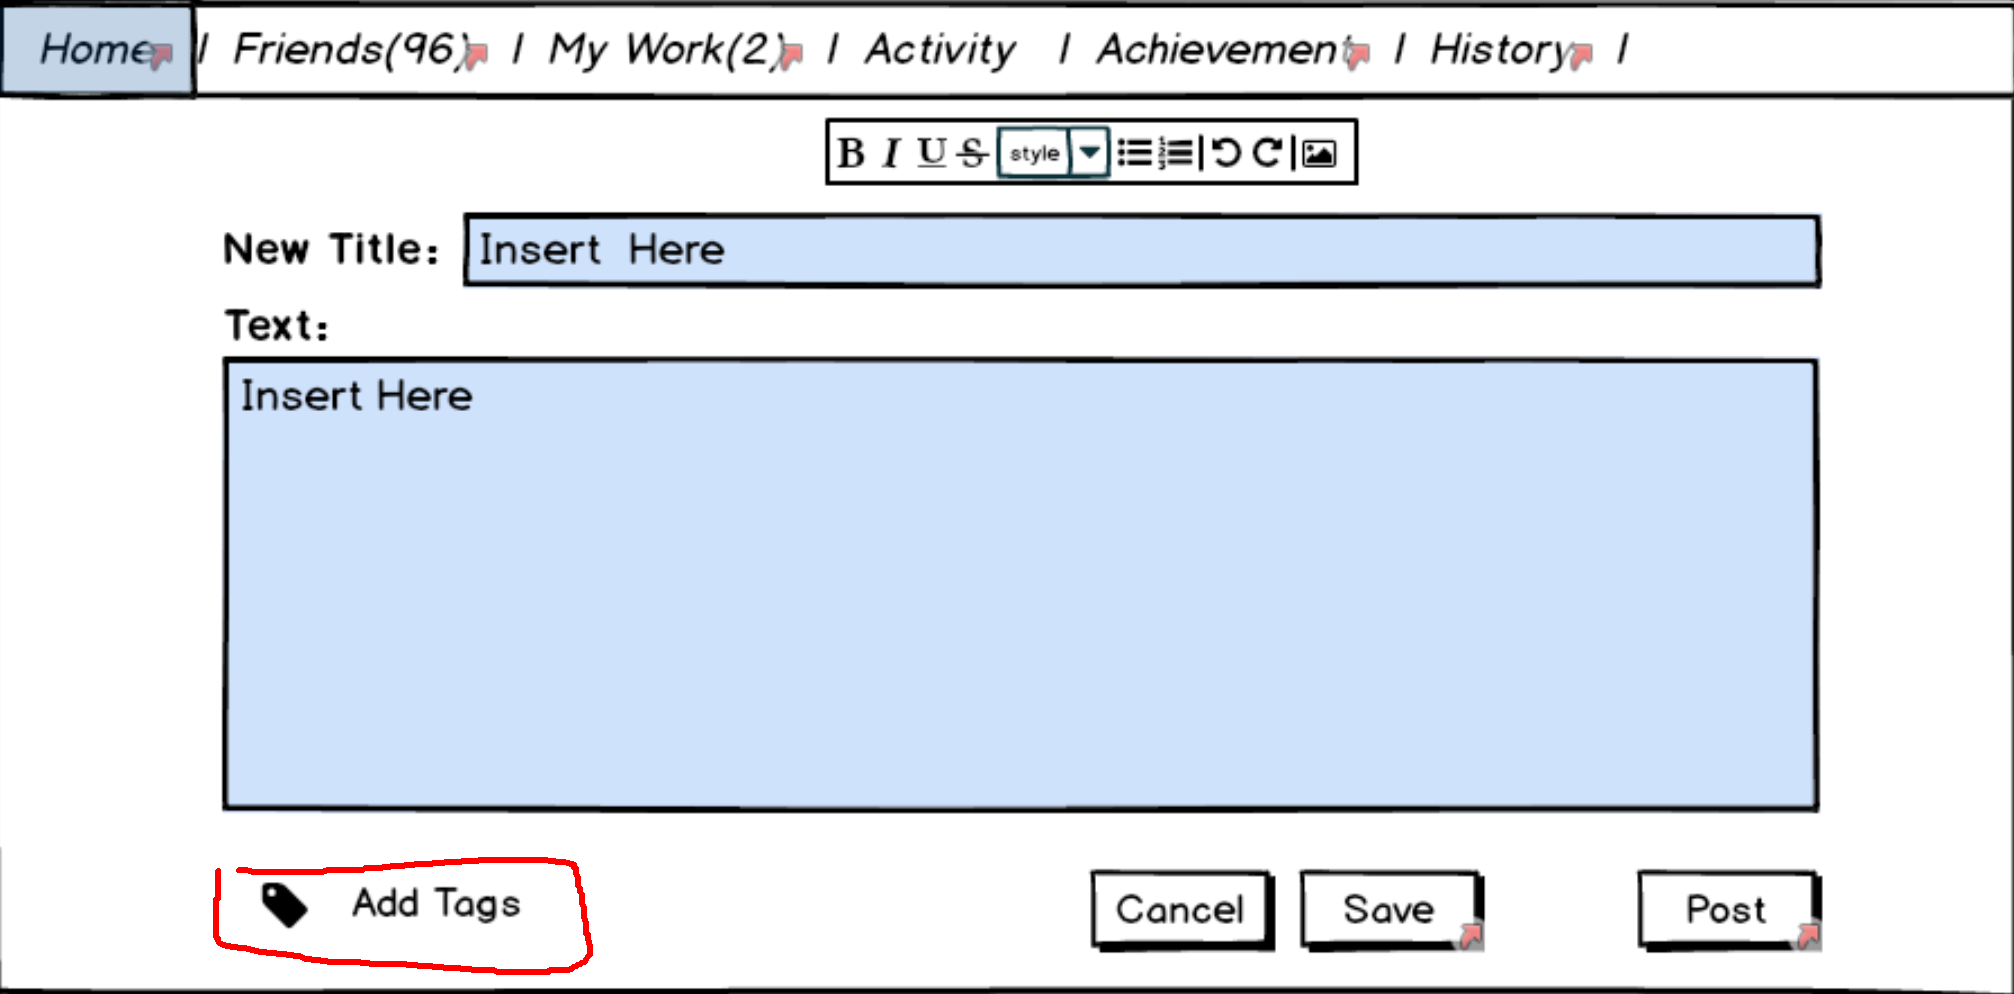 Home | Friends(96) | My Work(2) | Activity | Achievement | History |
B I U S style
New Title: Insert Here
Text:
Insert Here
Add Tags Cancel Save Post